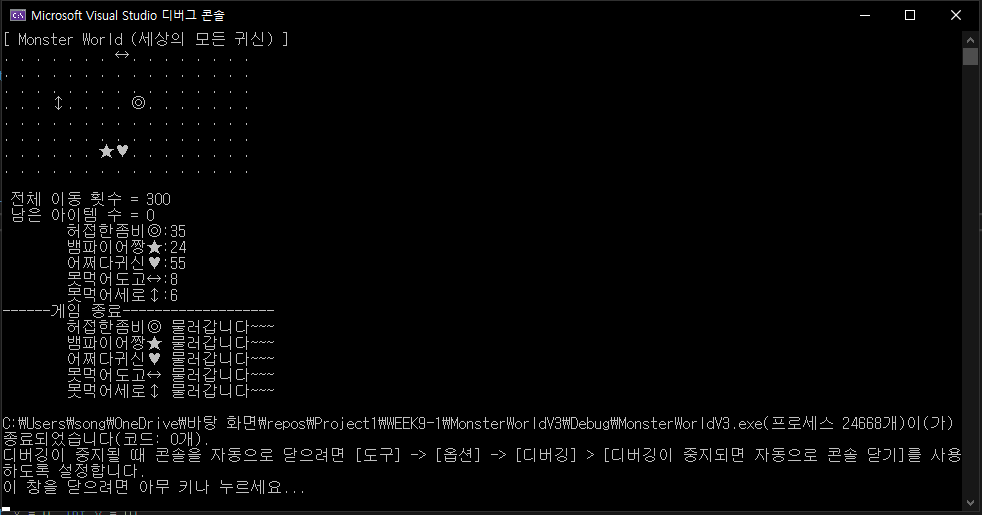 Microsoft Visual Studio 디버그 콘솔
[ Monster World (세상의 모든 귀신) ]
. . . . . . . ↔. . . . . . . .
. . . . . . . . . . . . . . . .
. . . . . . . . . . . . . . . .
. . . ↕. . . . ◎. . . . . . .
. . . . . . . . . . . . . . . .
. . . . . . . . . . . . . . . .
. . . . . . ★♥. . . . . . . .
. . . . . . . . . . . . . . . .
전체 이동 횟수 = 300
남은 아이템 수 = 0
허접한좀비◎:35
뱀파이어짱★:24
어쩌다귀신♥:55
못먹어도고↔:8
못먹어세로↕:6
------게임 종료-------------------
허접한좀비◎ 물러갑니다~~~
뱀파이어짱★ 물러갑니다~~~
어쩌다귀신♥ 물러갑니다~~~
못먹어도고↔ 물러갑니다~~~
못먹어세로↕ 물러갑니다~~~
C:₩Users₩song₩OneDrive₩바탕 화면₩repos₩Project1₩WEEK9-1₩MonsterWorldV3₩Debug₩MonsterWorldV3.exe(프로세스 24668개)이(가)
종료되었습니다(코드: 0개).
디버깅이 중지될 때 콘솔을 자동으로 닫으려면 [도구] -> [옵션] -> [디버깅] > [디버깅이 중지되면 자동으로 콘솔 닫기]를 사용
하도록 설정합니다.
이 창을 닫으려면 아무 키나 누르세요...